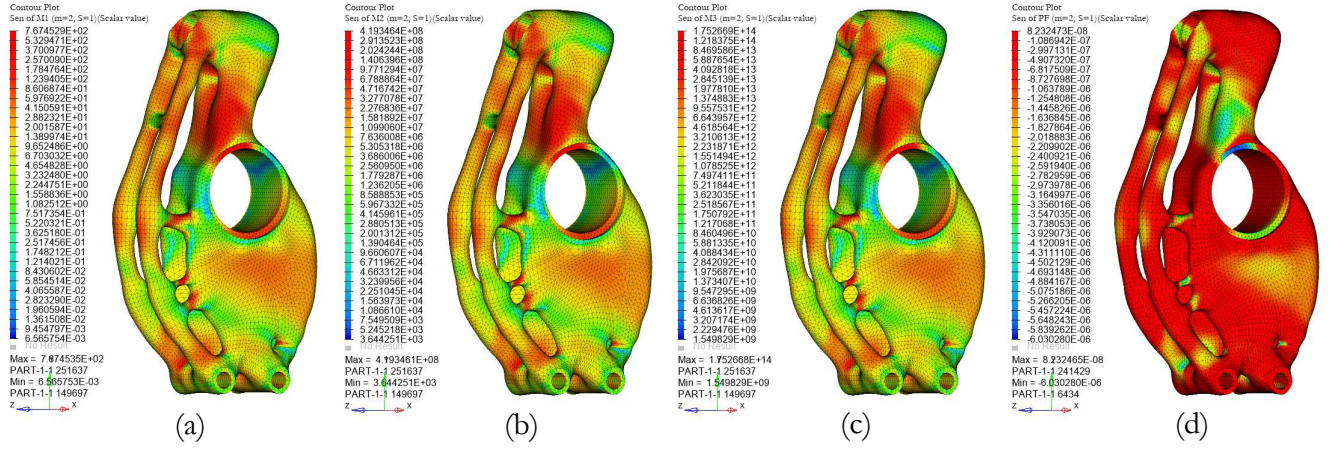 Contour Plot
Sen of M1 (m=2; S=1)(Scalar value)
7.674529E+02
5.329471E+02
3.700977E+02
2.570090E+02
1.784764E+02
1.239405E+02
8.606874E+01
5.976922E+01
4.150591E+01
2.882321E+01
2.001587E+01
1.389974E+01
9.652486E+00
6.703032E+00
4.654828E+00
3.232480E+00
2.244751E+00
1.558836E+00
1.082512E+00
7.517354E-01
5.220321E-01
3.625180E-01
2.517456E-01
1.748212E-01
1.214021E-01
8.430602E-02
5.854514E-02
4.065587E-02
2.823290E-02
1.960594E-02
1.361508E-02
9.454797E-03
6.565754E-03
No Result
Max = 7.674535E+02
PART-1-1 251637
Min = 6.565753E-03
PART-1-1 149697
Z X
(a)
Contour Plot
Sen of M2 (m=2; S=1)(Scalar value)
4.193464E+08
2.913523E+08
2.024244E+08
1.406396E+08
9.771294E+07
6.788864E+07
4.716742E+07
3.277078E+07
2.276836E+07
1.581892E+07
1.099060E+07
7.636008E+06
5.305318E+06
3.686006E+06
2.560950E+06
1.779287E+06
1.236205E+06
8.588853E+05
5.967332E+05
4.145961E+05
2.880513E+05
2.001312E+05
1.390464E+05
9.660607E+04
6.711962E+04
4.663312E+04
3.239956E+04
2.251045E+04
1.563973E+04
1.086610E+04
7.549509E+03
5.245218E+03
3.644251E+03
No Result
Max = 4.193461E+08
PART-1-1 251637
Min = 3.644251E+03
PART-1-1 149697
Z X
(b)
Contour Plot
Sen of M3 (m=2; S=1)(Scalar value)
1.752669E+14
1.218375E+14
8.469586E+13
5.887654E+13
4.092818E+13
2.845139E+13
1.977810E+13
1.374883E+13
9.557531E+12
6.643957E+12
4.618564E+12
3.210613E+12
2.231871E+12
1.551494E+12
1.078525E+12
7.497411E+11
5.211844E+11
3.623035E+11
2.518567E+11
1.750792E+11
1.217068E+11
8.460496E+10
5.881335E+10
4.088434E+10
2.842092E+10
1.975687E+10
1.373407E+10
9.547295E+09
6.636826E+09
4.613617E+09
3.207174E+09
2.229476E+09
1.549829E+09
No Result
Max = 1.752668E+14
PART-1-1 251637
Min = 1.549829E+09
PART-1-1 149697
Z X
(c)
Contour Plot
Sen of PF (m=2; S=1)(Scalar value)
8.232473E-08
-1.086942E-07
-2.997131E-07
-4.907320E-07
-6.817509E-07
-8.727698E-07
-1.063789E-06
-1.254808E-06
-1.445826E-06
-1.636845E-06
-1.827864E-06
-2.018883E-06
-2.209902E-06
-2.400921E-06
-2.591940E-06
-2.782959E-06
-2.973978E-06
-3.164997E-06
-3.356016E-06
-3.547035E-06
-3.738053E-06
-3.929073E-06
-4.120091E-06
-4.311110E-06
-4.502129E-06
-4.693148E-06
-4.884167E-06
-5.075186E-06
-5.266205E-06
-5.457224E-06
-5.648243E-06
-5.839262E-06
-6.030280E-06
No Result
Max = 8.232465E-08
PART-1-1 241429
Min = -6.030280E-06
PART-1-1 6434
Z X
(d)